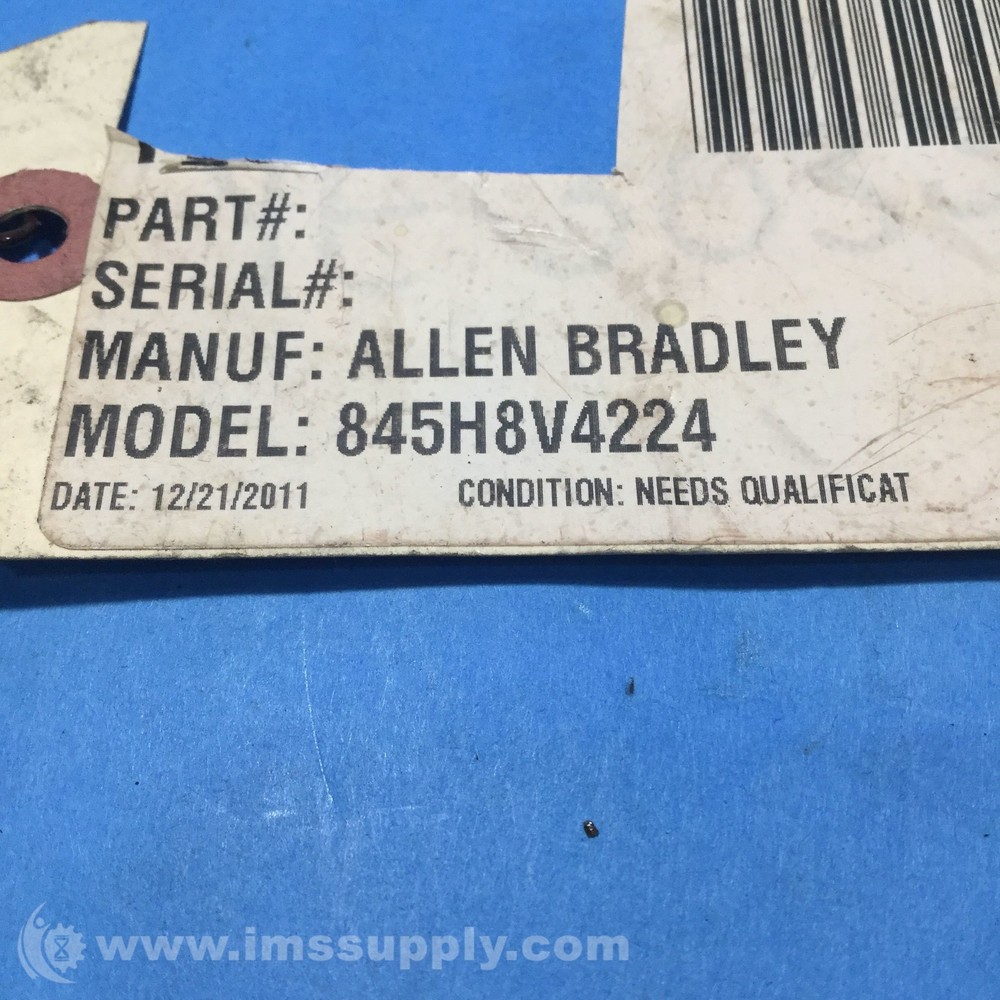 PART#:
SERIAL#:
MANUF: ALLEN BRADLEY
MODEL: 845H8V4224
DATE: 12/21/2011 CONDITION: NEEDS QUALIFICAT
www.imssupply.com